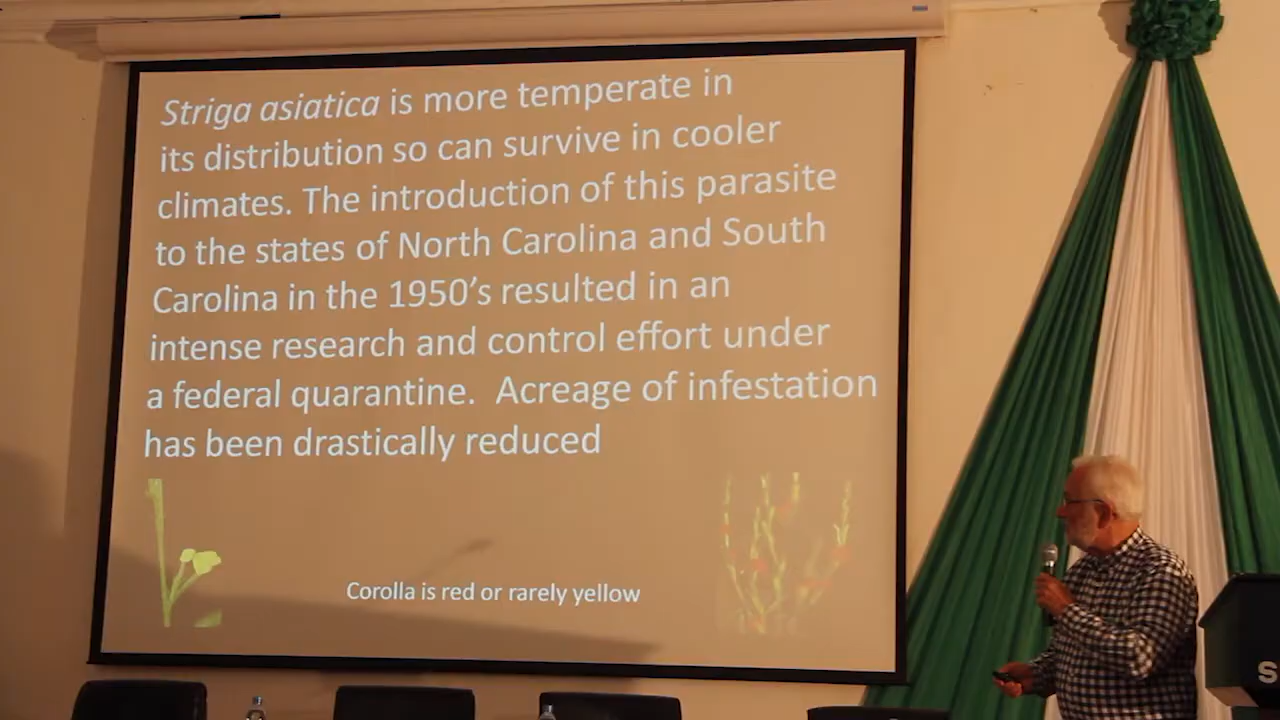 Striga asiatica is more temperate in
its distribution so can survive in cooler
climates. The introduction of this parasite
to the states of North Carolina and South
Carolina in the 1950's resulted in an
intense research and control effort under
a federal quarantine. Acreage of infestation
has been drastically reduced
Corolla is red or rarely yellow
S